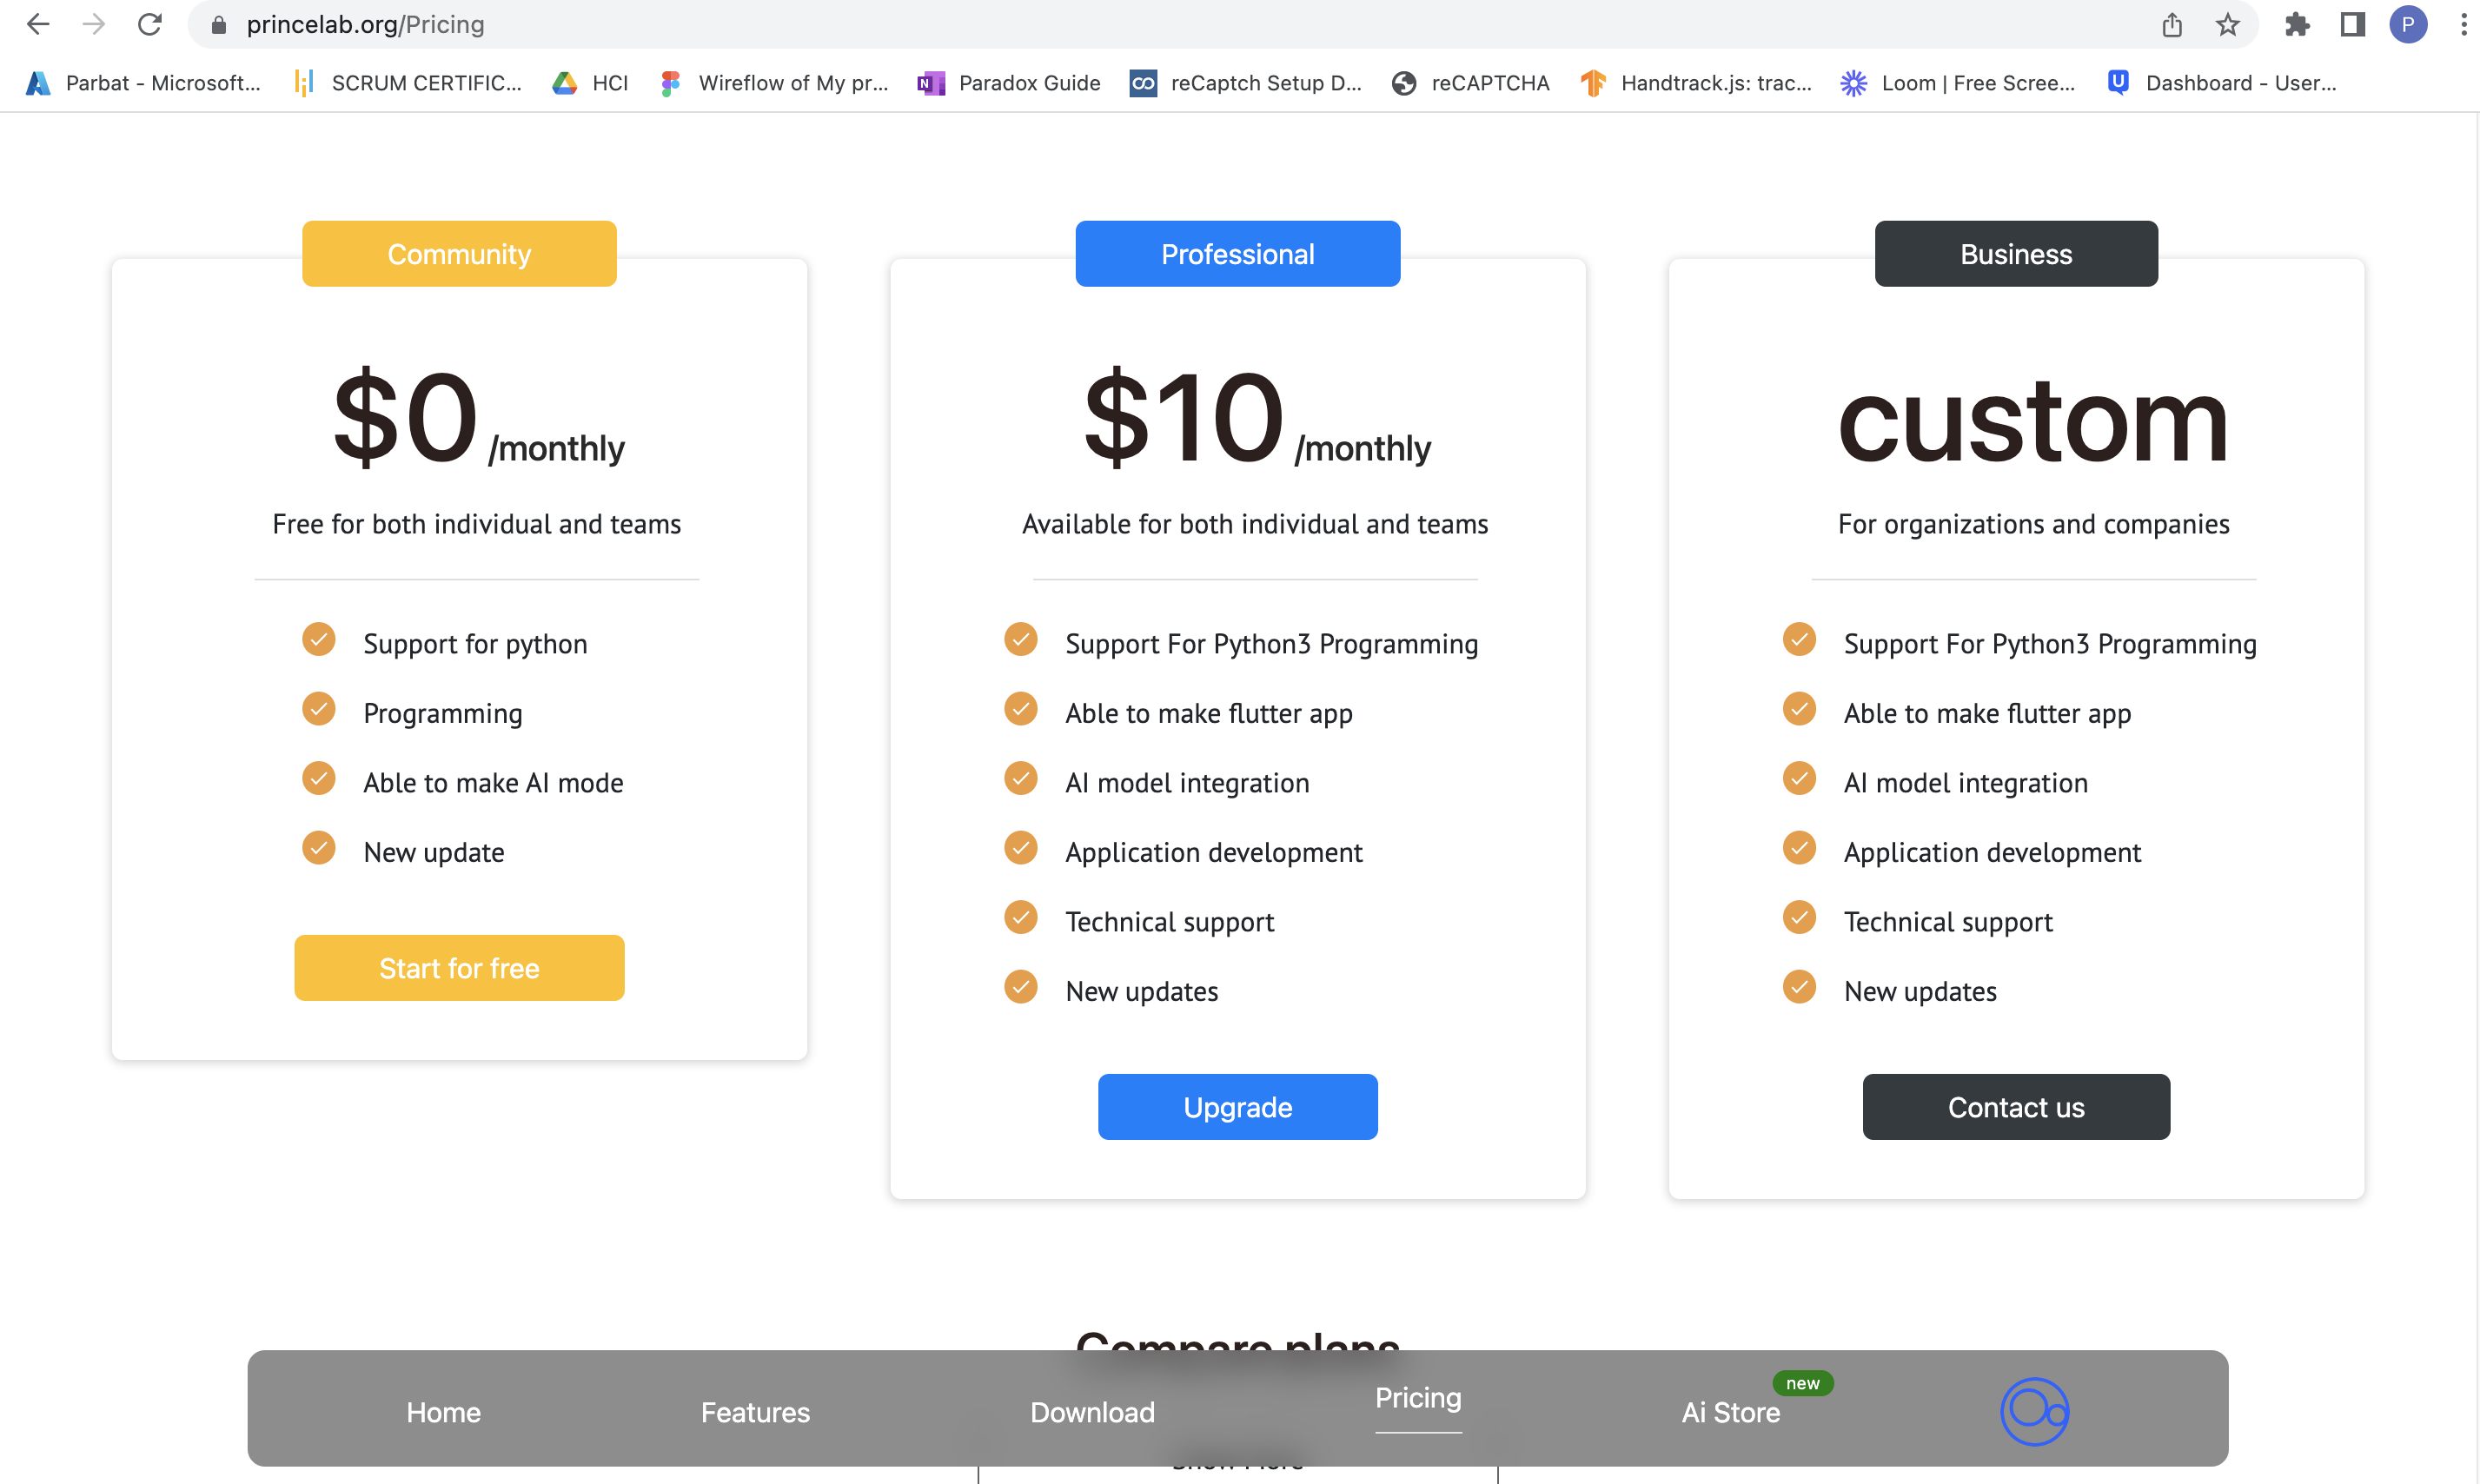 princelab.org/Pricing
P
Parbat - Microsoft...
SCRUM CERTIFIC...
HCI
Wireflow of My pr...
N
Paradox Guide
reCaptch Setup D...
reCAPTCHA
Handtrack.js: trac...
Loom | Free Scree...
U
Dashboard - User...
Community
$0 /monthly
Free for both individual and teams
Support for python
Programming
Able to make AI mode
New update
Start for free
Professional
$10 /monthly
Available for both individual and teams
Support For Python3 Programming
Able to make flutter app
AI model integration
Application development
Technical support
New updates
Upgrade
Business
custom
For organizations and companies
Support For Python3 Programming
Able to make flutter app
AI model integration
Application development
Technical support
New updates
Contact us
Compare plans
Home
Features
Download
Pricing
Ai Store
new
Show More